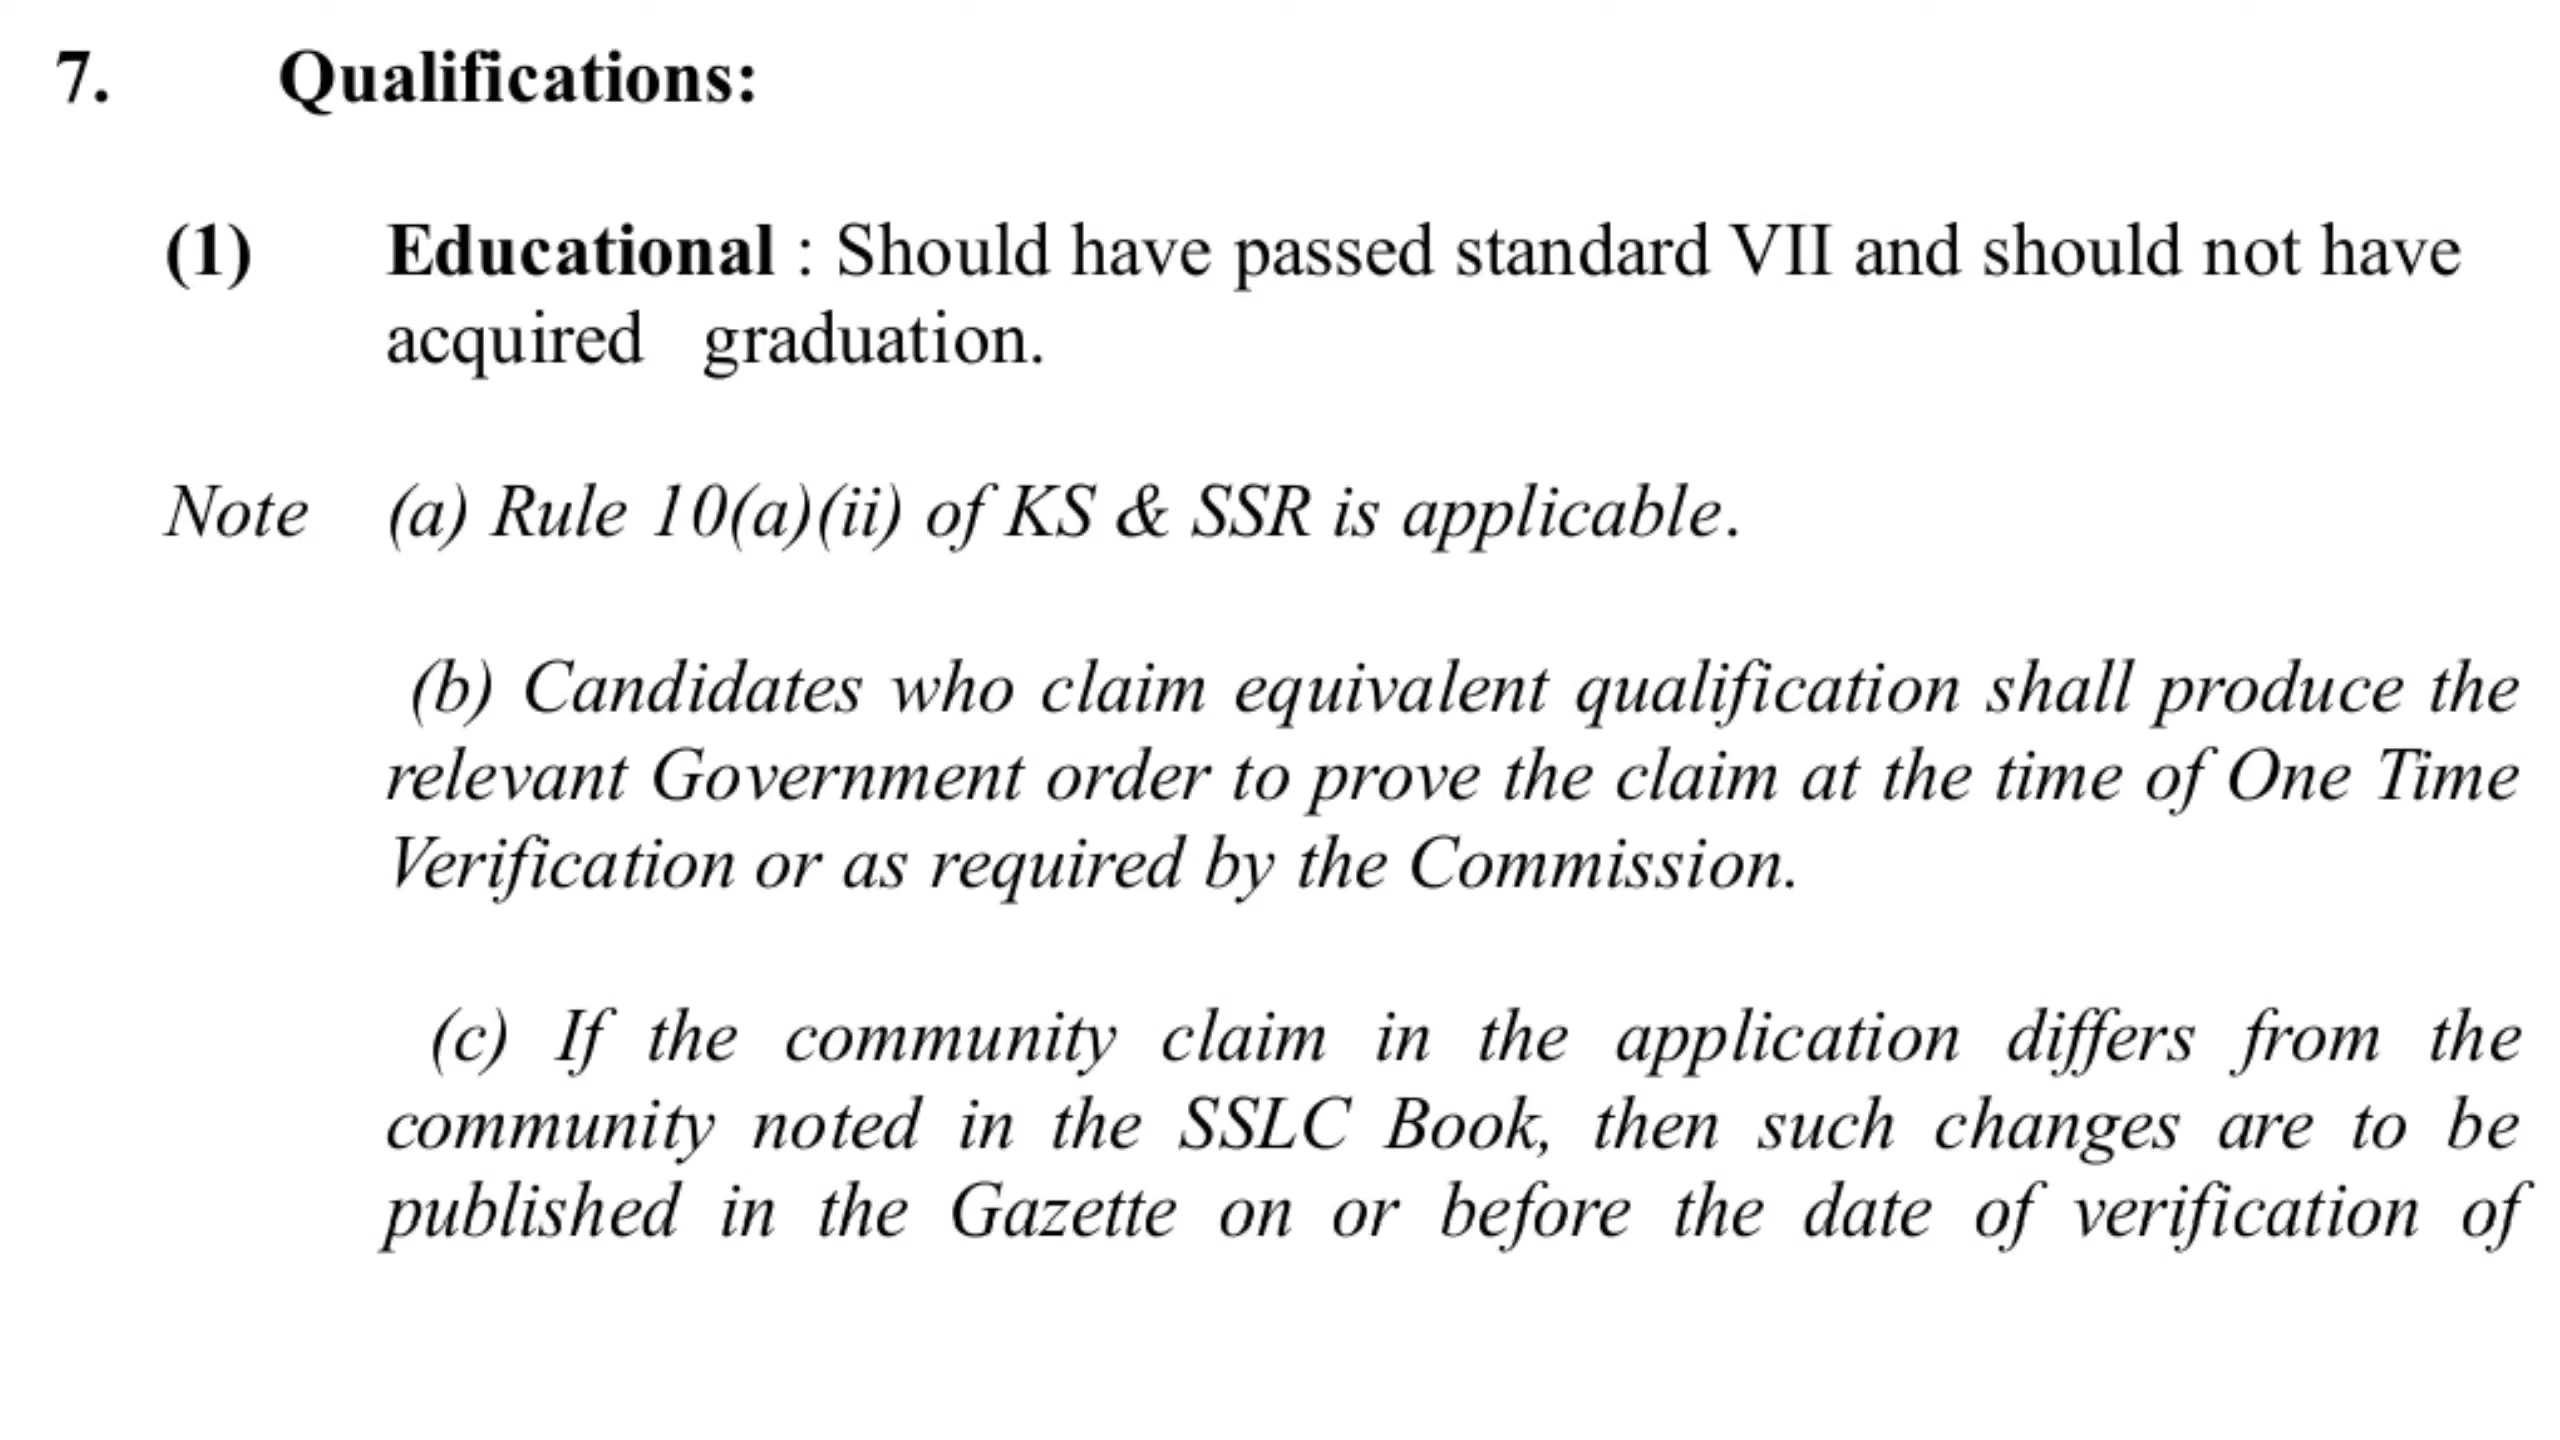 7. Qualifications:
(1) Educational : Should have passed standard VII and should not have
acquired graduation.
Note (a) Rule 10(a)(ii) of KS & SSR is applicable.
(b) Candidates who claim equivalent qualification shall produce the
relevant Government order to prove the claim at the time of One Time
Verification or as required by the Commission.
(c) If the community claim in the application differs from the
community noted in the SSLC Book, then such changes are to be
published in the Gazette on or before the date of verification of